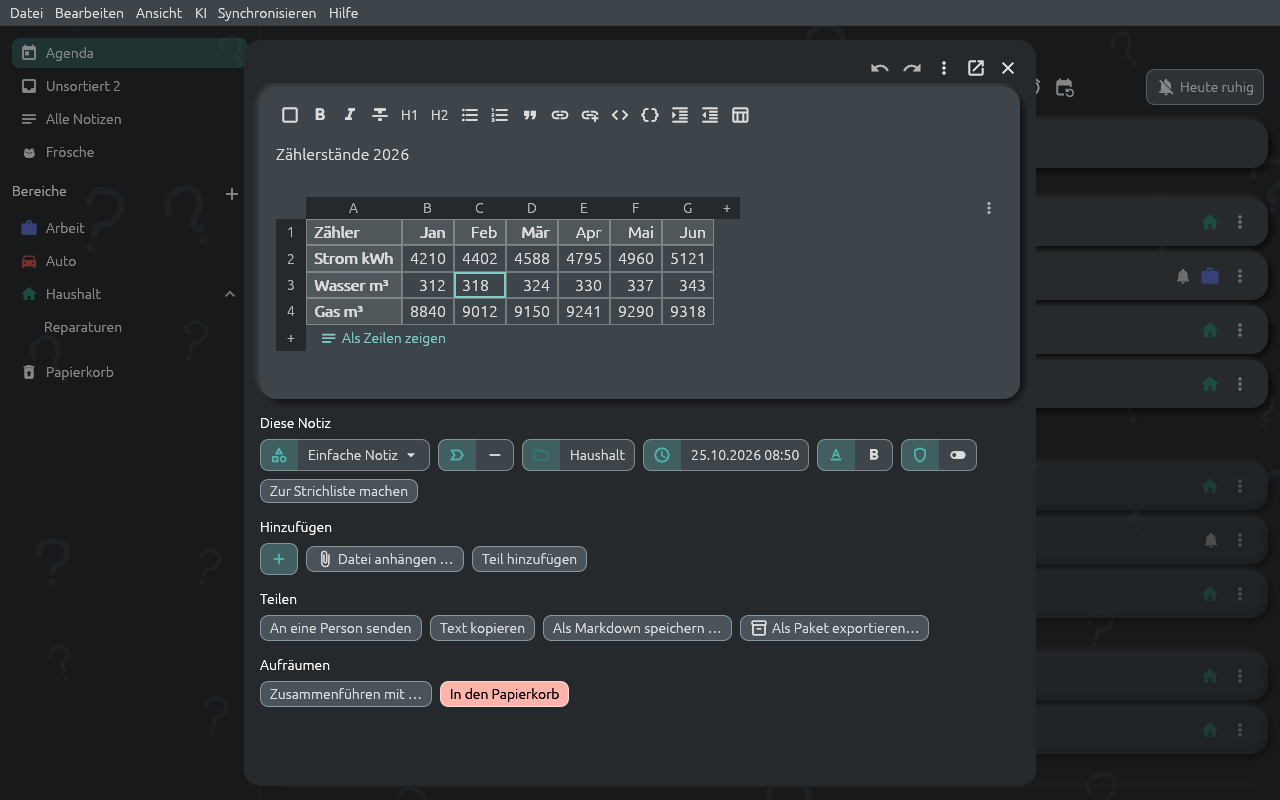 Datei Bearbeiten Ansicht KI Synchronisieren Hilfe
Agenda
Unsortiert 2
Alle Notizen
Frösche
Bereiche
Arbeit
Auto
Haushalt
Reparaturen
Papierkorb
Heute ruhig
B I S H1 H2
Zählerstände 2026
A B C D E F G +
1 Zähler Jan Feb Mär Apr Mai Jun
2 Strom kWh 4210 4402 4588 4795 4960 5121
3 Wasser m³ 312 318 324 330 337 343
4 Gas m³ 8840 9012 9150 9241 9290 9318
+ Als Zeilen zeigen
Diese Notiz
Einfache Notiz — Haushalt 25.10.2026 08:50 A B
Zur Strichliste machen
Hinzufügen
+ Datei anhängen … Teil hinzufügen
Teilen
An eine Person senden Text kopieren Als Markdown speichern … Als Paket exportieren…
Aufräumen
Zusammenführen mit … In den Papierkorb